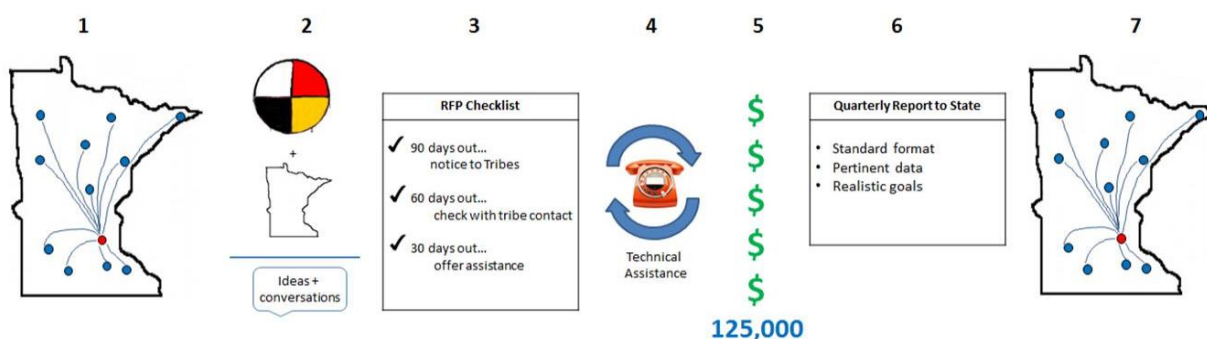 1
2
3
4
5
6
7
+
Ideas +
conversations
RFP Checklist
✓ 90 days out...
notice to Tribes
✓ 60 days out...
check with tribe contact
✓ 30 days out...
offer assistance
Technical
Assistance
$
$
$
$
$
125,000
Quarterly Report to State
• Standard format
• Pertinent data
• Realistic goals